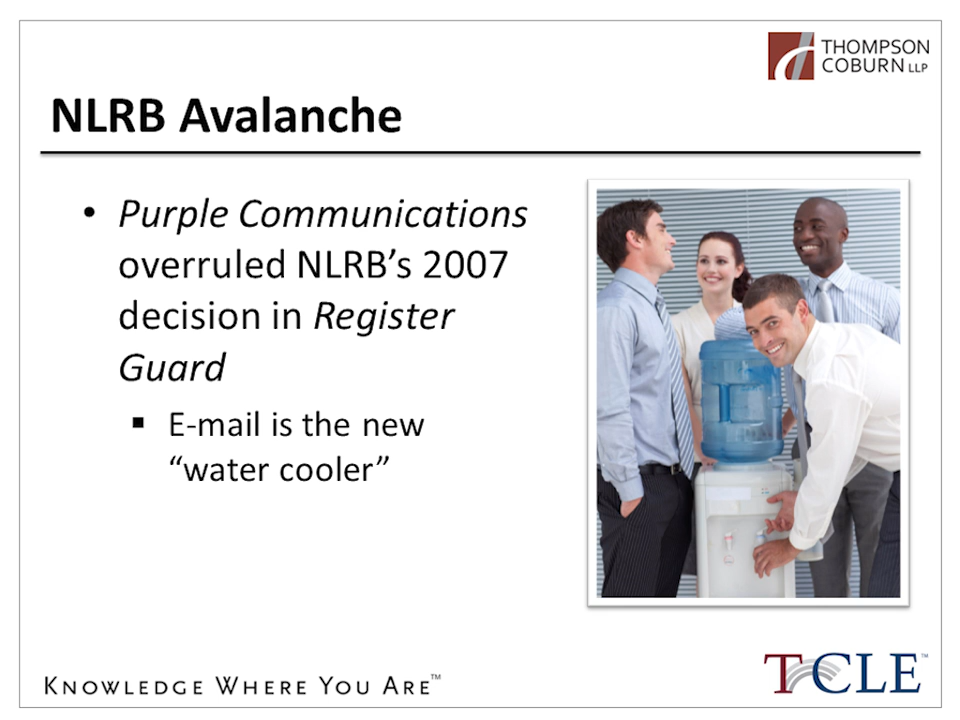 THOMPSON
COBURN LLP
NLRB Avalanche
• Purple Communications
overruled NLRB’s 2007
decision in Register
Guard
▪ E-mail is the new
“water cooler”
KNOWLEDGE WHERE YOU ARE™
TCLE™